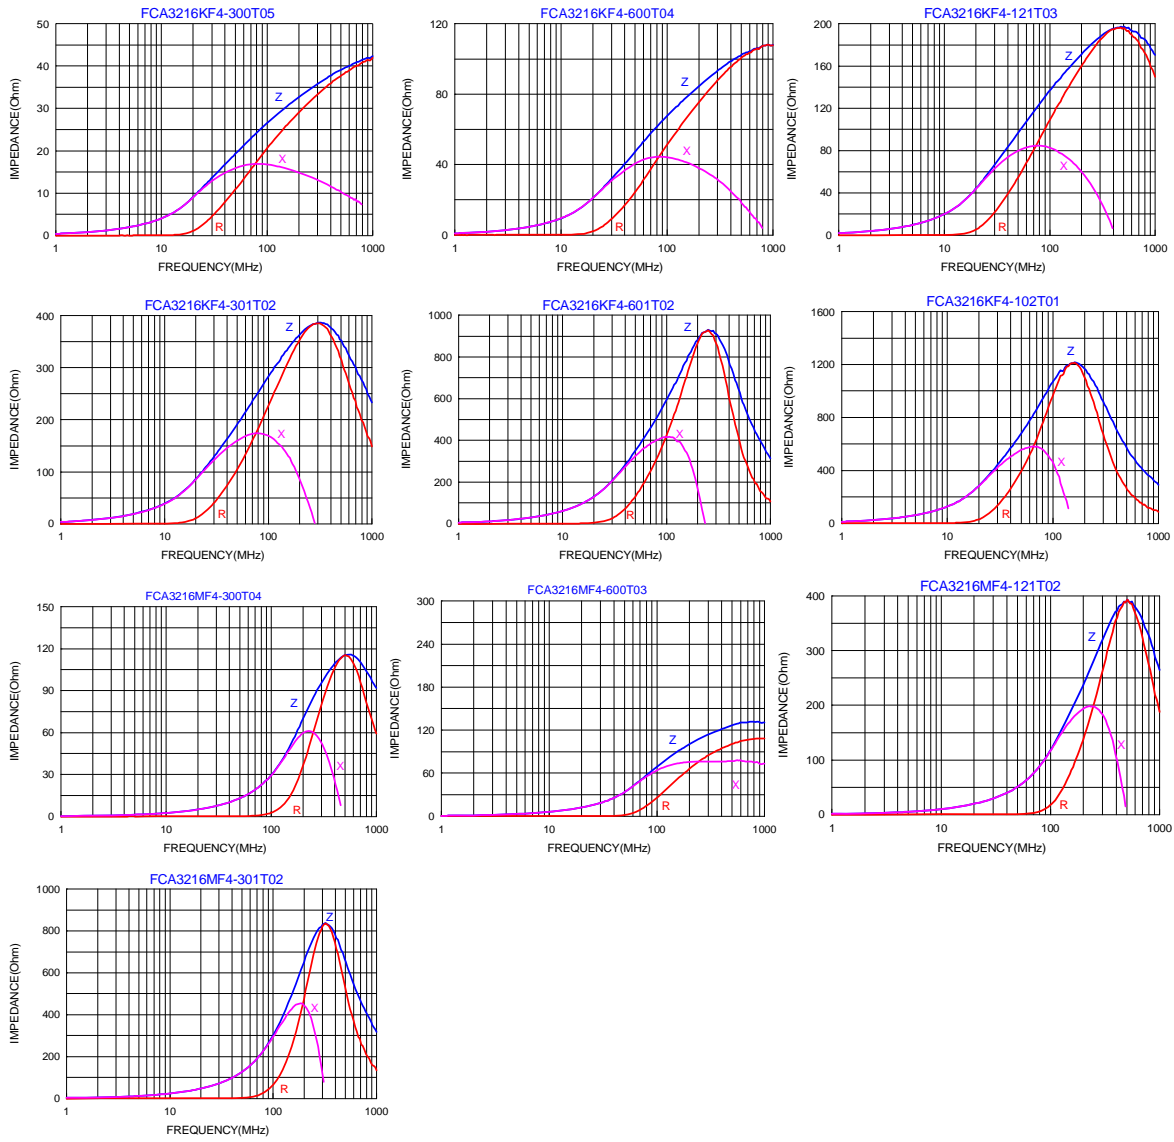 FCA3216KF4-300T05
IMPEDANCE(Ohm)
50
40
30
20
10
0
Z
X
R
1
10
100
1000
FREQUENCY(MHz)
FCA3216KF4-600T04
IMPEDANCE(Ohm)
120
80
40
0
Z
X
R
1
10
100
1000
FREQUENCY(MHz)
FCA3216KF4-121T03
IMPEDANCE(Ohm)
200
160
120
80
40
0
Z
X
R
1
10
100
1000
FREQUENCY(MHz)
FCA3216KF4-301T02
IMPEDANCE(Ohm)
400
300
200
100
0
Z
X
R
1
10
100
1000
FREQUENCY(MHz)
FCA3216KF4-601T02
IMPEDANCE(Ohm)
1000
800
600
400
200
0
Z
X
R
1
10
100
1000
FREQUENCY(MHz)
FCA3216KF4-102T01
IMPEDANCE(Ohm)
1600
1200
800
400
0
Z
X
R
1
10
100
1000
FREQUENCY(MHz)
FCA3216MF4-300T04
IMPEDANCE(Ohm)
150
120
90
60
30
0
Z
X
R
1
10
100
1000
FREQUENCY(MHz)
FCA3216MF4-600T03
IMPEDANCE(Ohm)
300
240
180
120
60
0
Z
X
R
1
10
100
1000
FREQUENCY(MHz)
FCA3216MF4-121T02
IMPEDANCE(Ohm)
400
300
200
100
0
Z
X
R
1
10
100
1000
FREQUENCY(MHz)
FCA3216MF4-301T02
IMPEDANCE(Ohm)
1000
800
600
400
200
0
Z
X
R
1
10
100
1000
FREQUENCY(MHz)